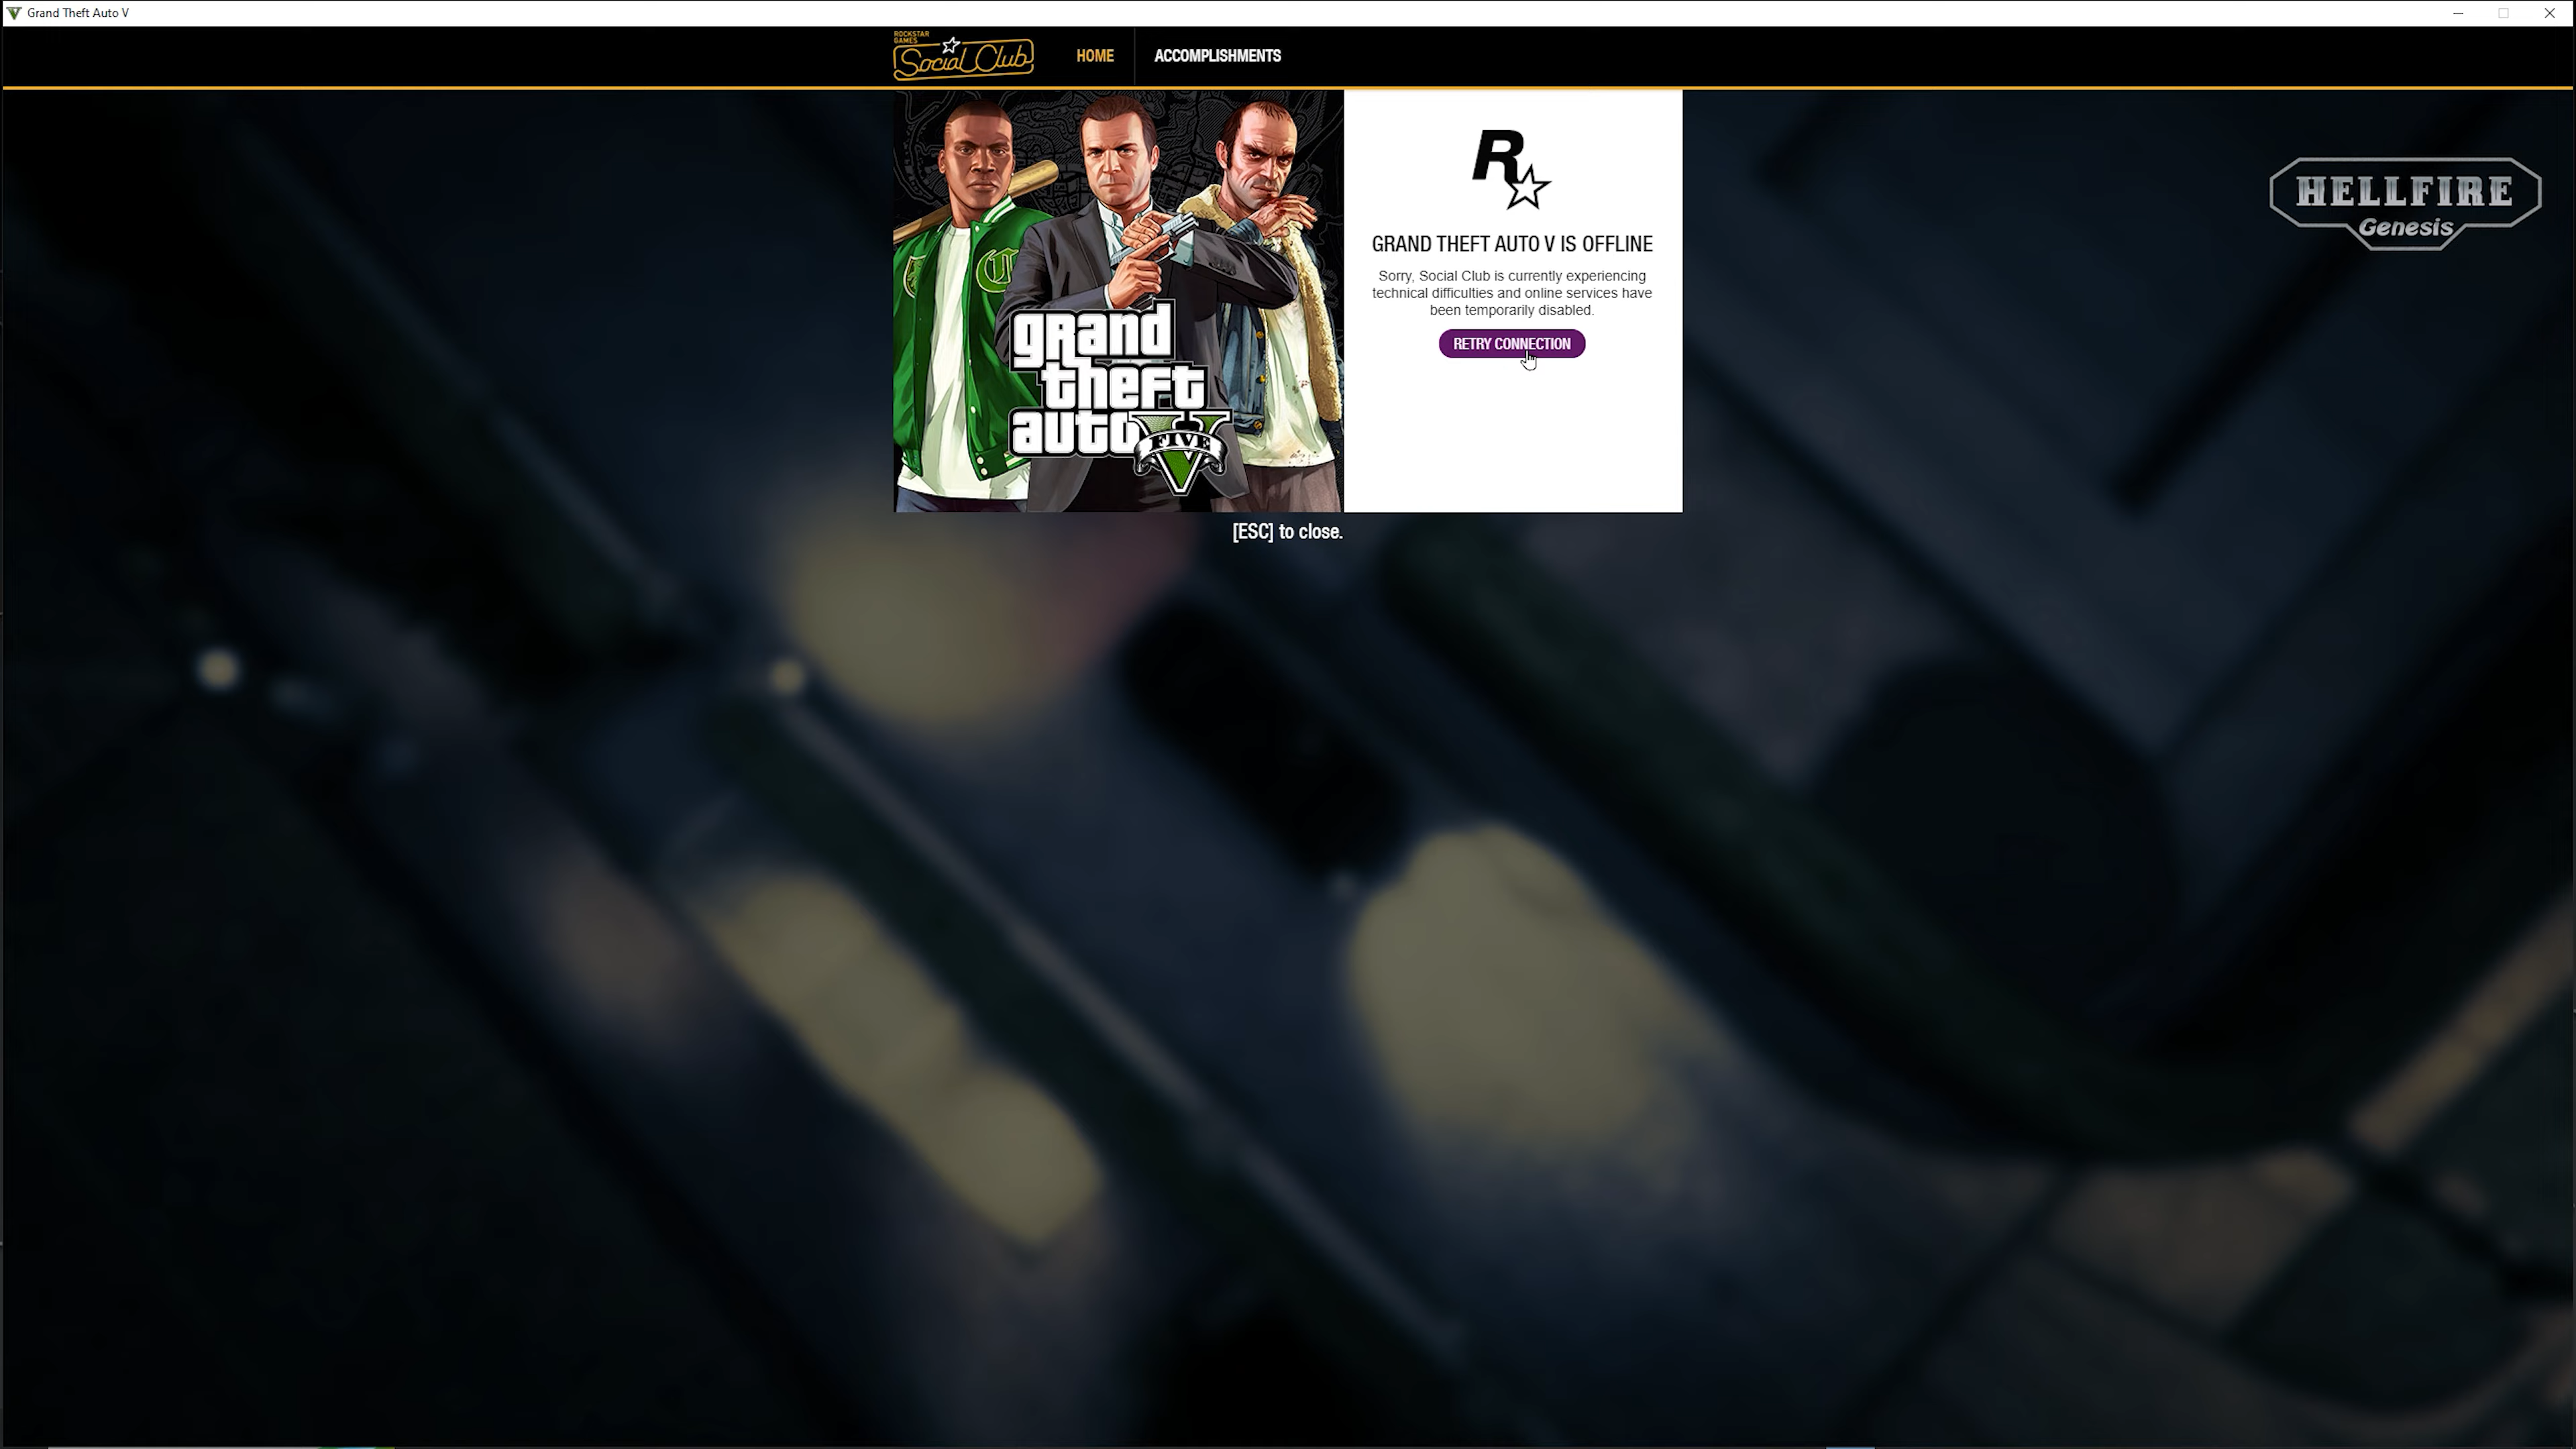 Grand Theft Auto V
ROCKSTAR
GAMES
Social Club
HOME
ACCOMPLISHMENTS
HELLFIRE
Genesis
grand
theft
auto
FIVE
R
GRAND THEFT AUTO V IS OFFLINE
Sorry, Social Club is currently experiencing
technical difficulties and online services have
been temporarily disabled.
RETRY CONNECTION
[ESC] to close.